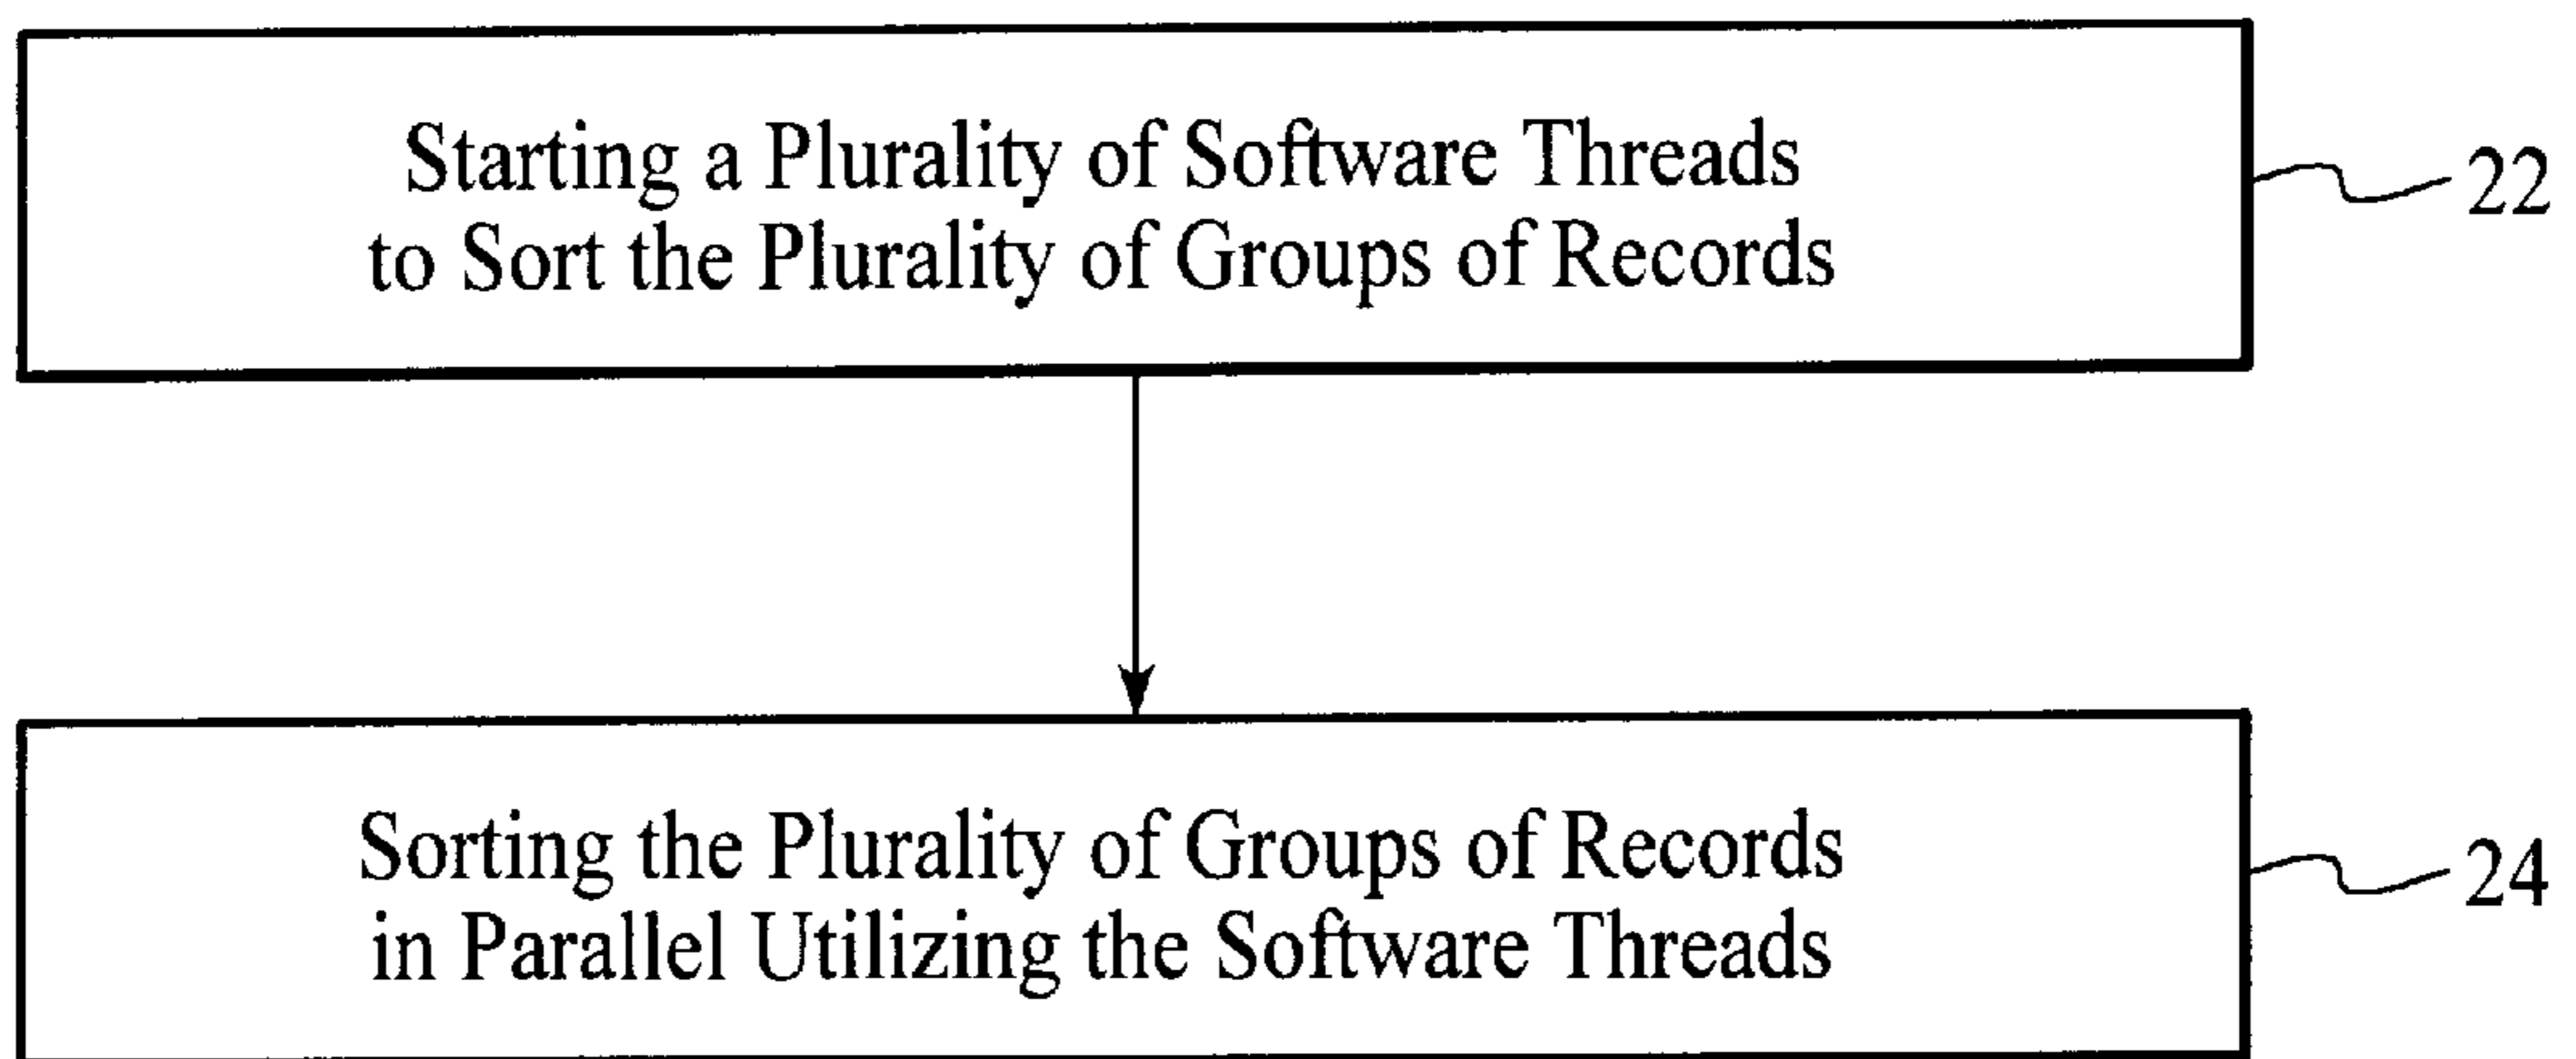 Starting a Plurality of Software Threads
to Sort the Plurality of Groups of Records
22
Sorting the Plurality of Groups of Records
in Parallel Utilizing the Software Threads
24